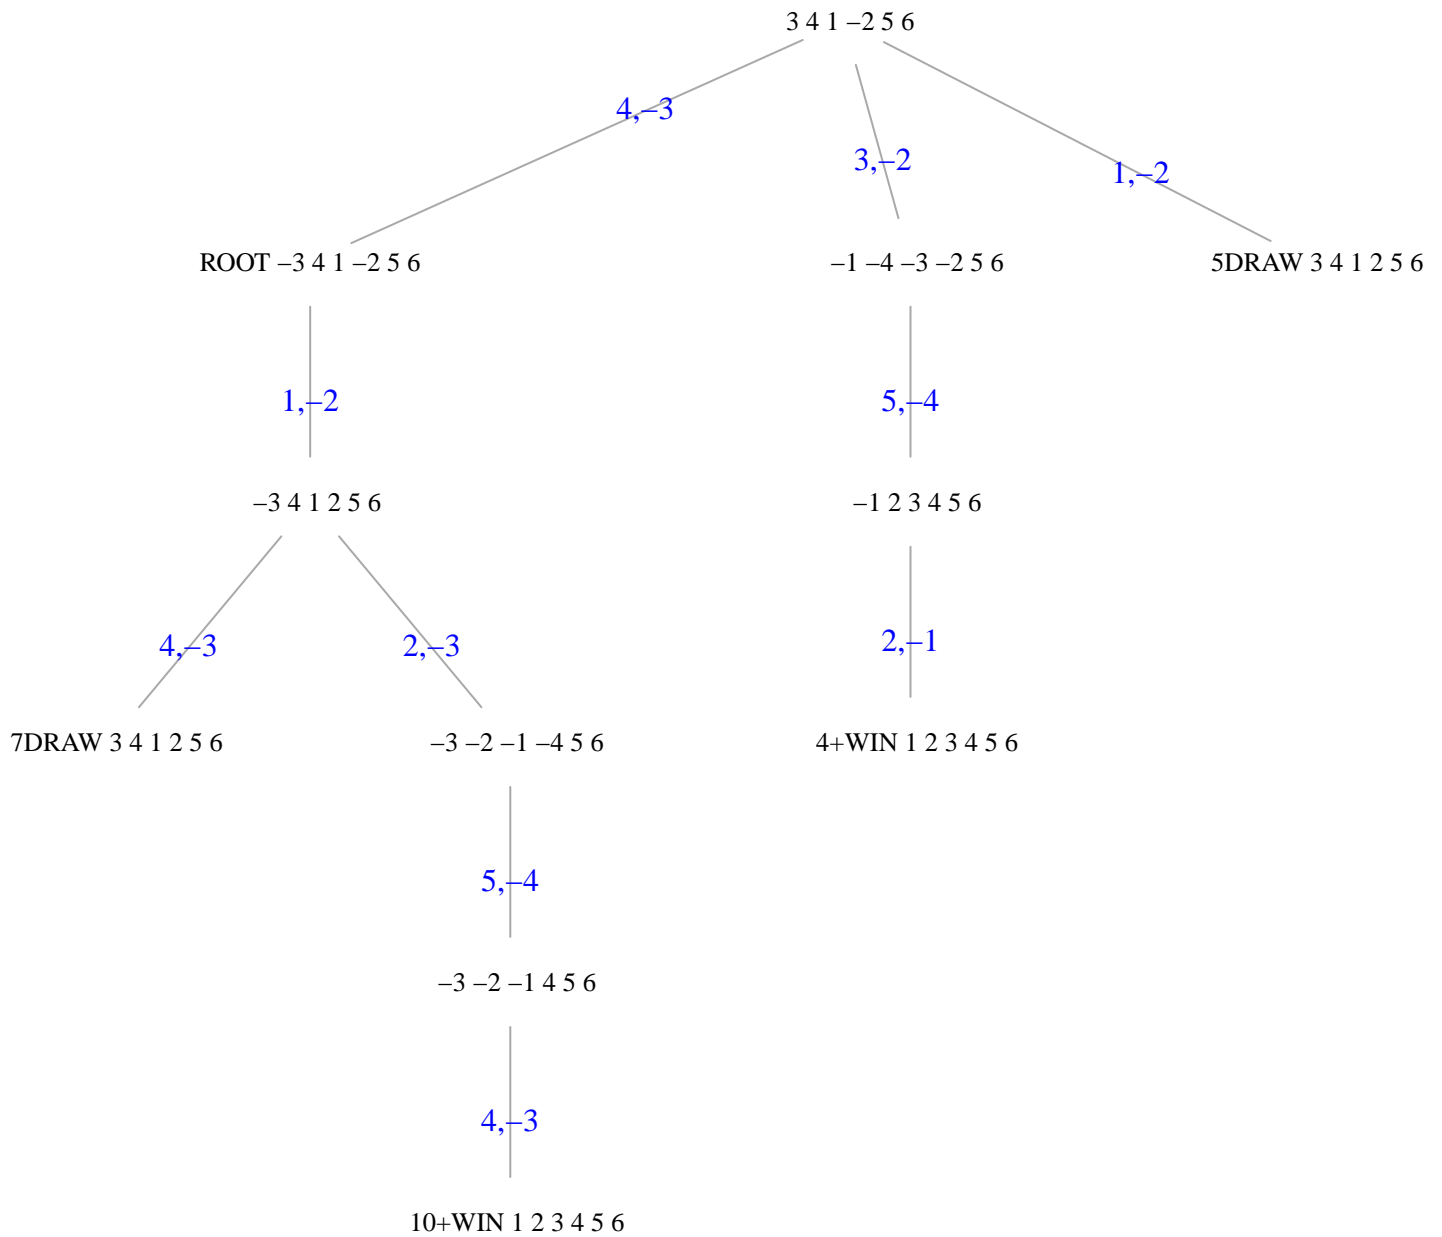 3 4 1 –2 5 6
4,–3
3,–2
1,–2
ROOT –3 4 1 –2 5 6
–1 –4 –3 –2 5 6
5DRAW 3 4 1 2 5 6
1,–2
5,–4
–3 4 1 2 5 6
–1 2 3 4 5 6
4,–3
2,–3
2,–1
7DRAW 3 4 1 2 5 6
–3 –2 –1 –4 5 6
4+WIN 1 2 3 4 5 6
5,–4
–3 –2 –1 4 5 6
4,–3
10+WIN 1 2 3 4 5 6